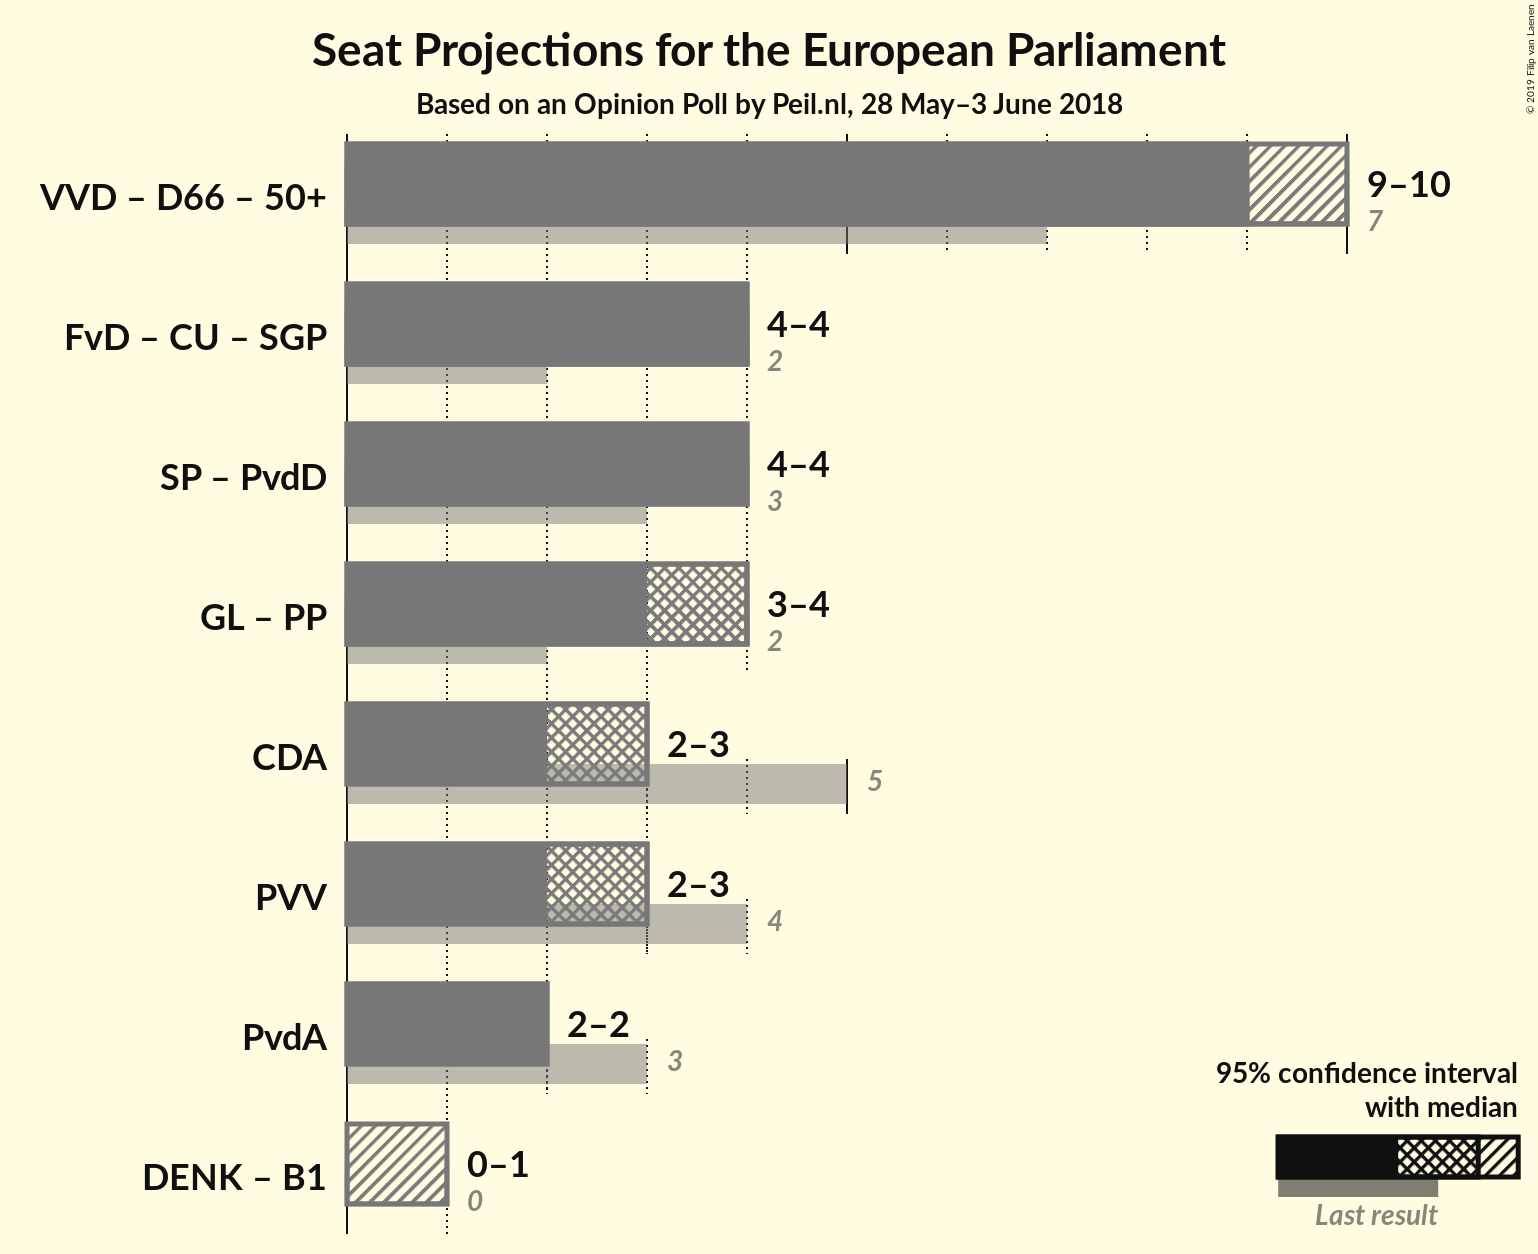 Seat Projections for the European Parliament
Based on an Opinion Poll by Peil.nl, 28 May–3 June 2018
© 2019 Filip van Laenen
VVD – D66 – 50+
9–10
7
FvD – CU – SGP
4–4
2
SP – PvdD
4–4
3
GL – PP
3–4
2
CDA
2–3
5
PVV
2–3
4
PvdA
2–2
3
DENK – B1
0–1
0
95% confidence interval
with median
Last result